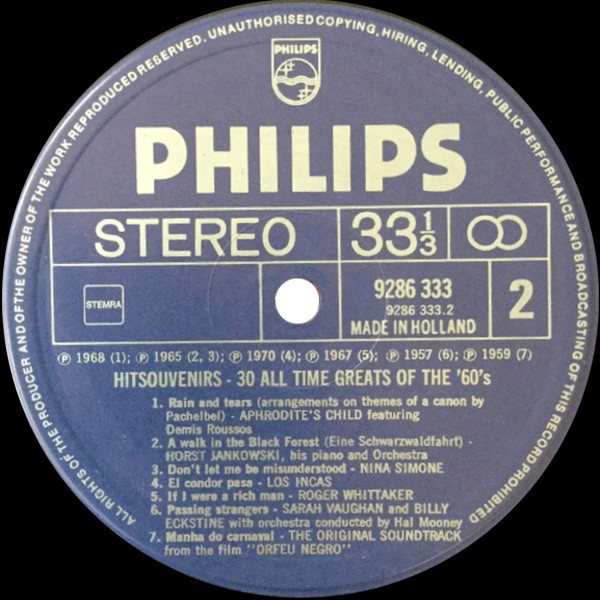 ALL RIGHTS OF THE PRODUCER AND OF THE OWNER OF THE WORK REPRODUCED RESERVED. UNAUTHORISED COPYING, HIRING, LENDING, PUBLIC PERFORMANCE AND BROADCASTING OF THIS RECORD PROHIBITED
PHILIPS
PHILIPS
STEREO
33 1/3
STEMRA
9286 333
9286 333.2
MADE IN HOLLAND
2
Ⓟ 1968 (1); Ⓟ 1965 (2, 3); Ⓟ 1970 (4); Ⓟ 1967 (5); Ⓟ 1957 (6); Ⓟ 1959 (7)
HITSOUVENIRS - 30 ALL TIME GREATS OF THE '60's
1. Rain and tears (arrangements on themes of a canon by
Pachelbel) - APHRODITE'S CHILD featuring
Demis Roussos
2. A walk in the Black Forest (Eine Schwarzwaldfahrt) -
HORST JANKOWSKI, his piano and Orchestra
3. Don't let me be misunderstood - NINA SIMONE
4. El condor pasa - LOS INCAS
5. If I were a rich man - ROGER WHITTAKER
6. Passing strangers - SARAH VAUGHAN and BILLY
ECKSTINE with orchestra conducted by Hal Mooney
7. Manha do carnaval - THE ORIGINAL SOUNDTRACK
from the film "ORFEU NEGRO"